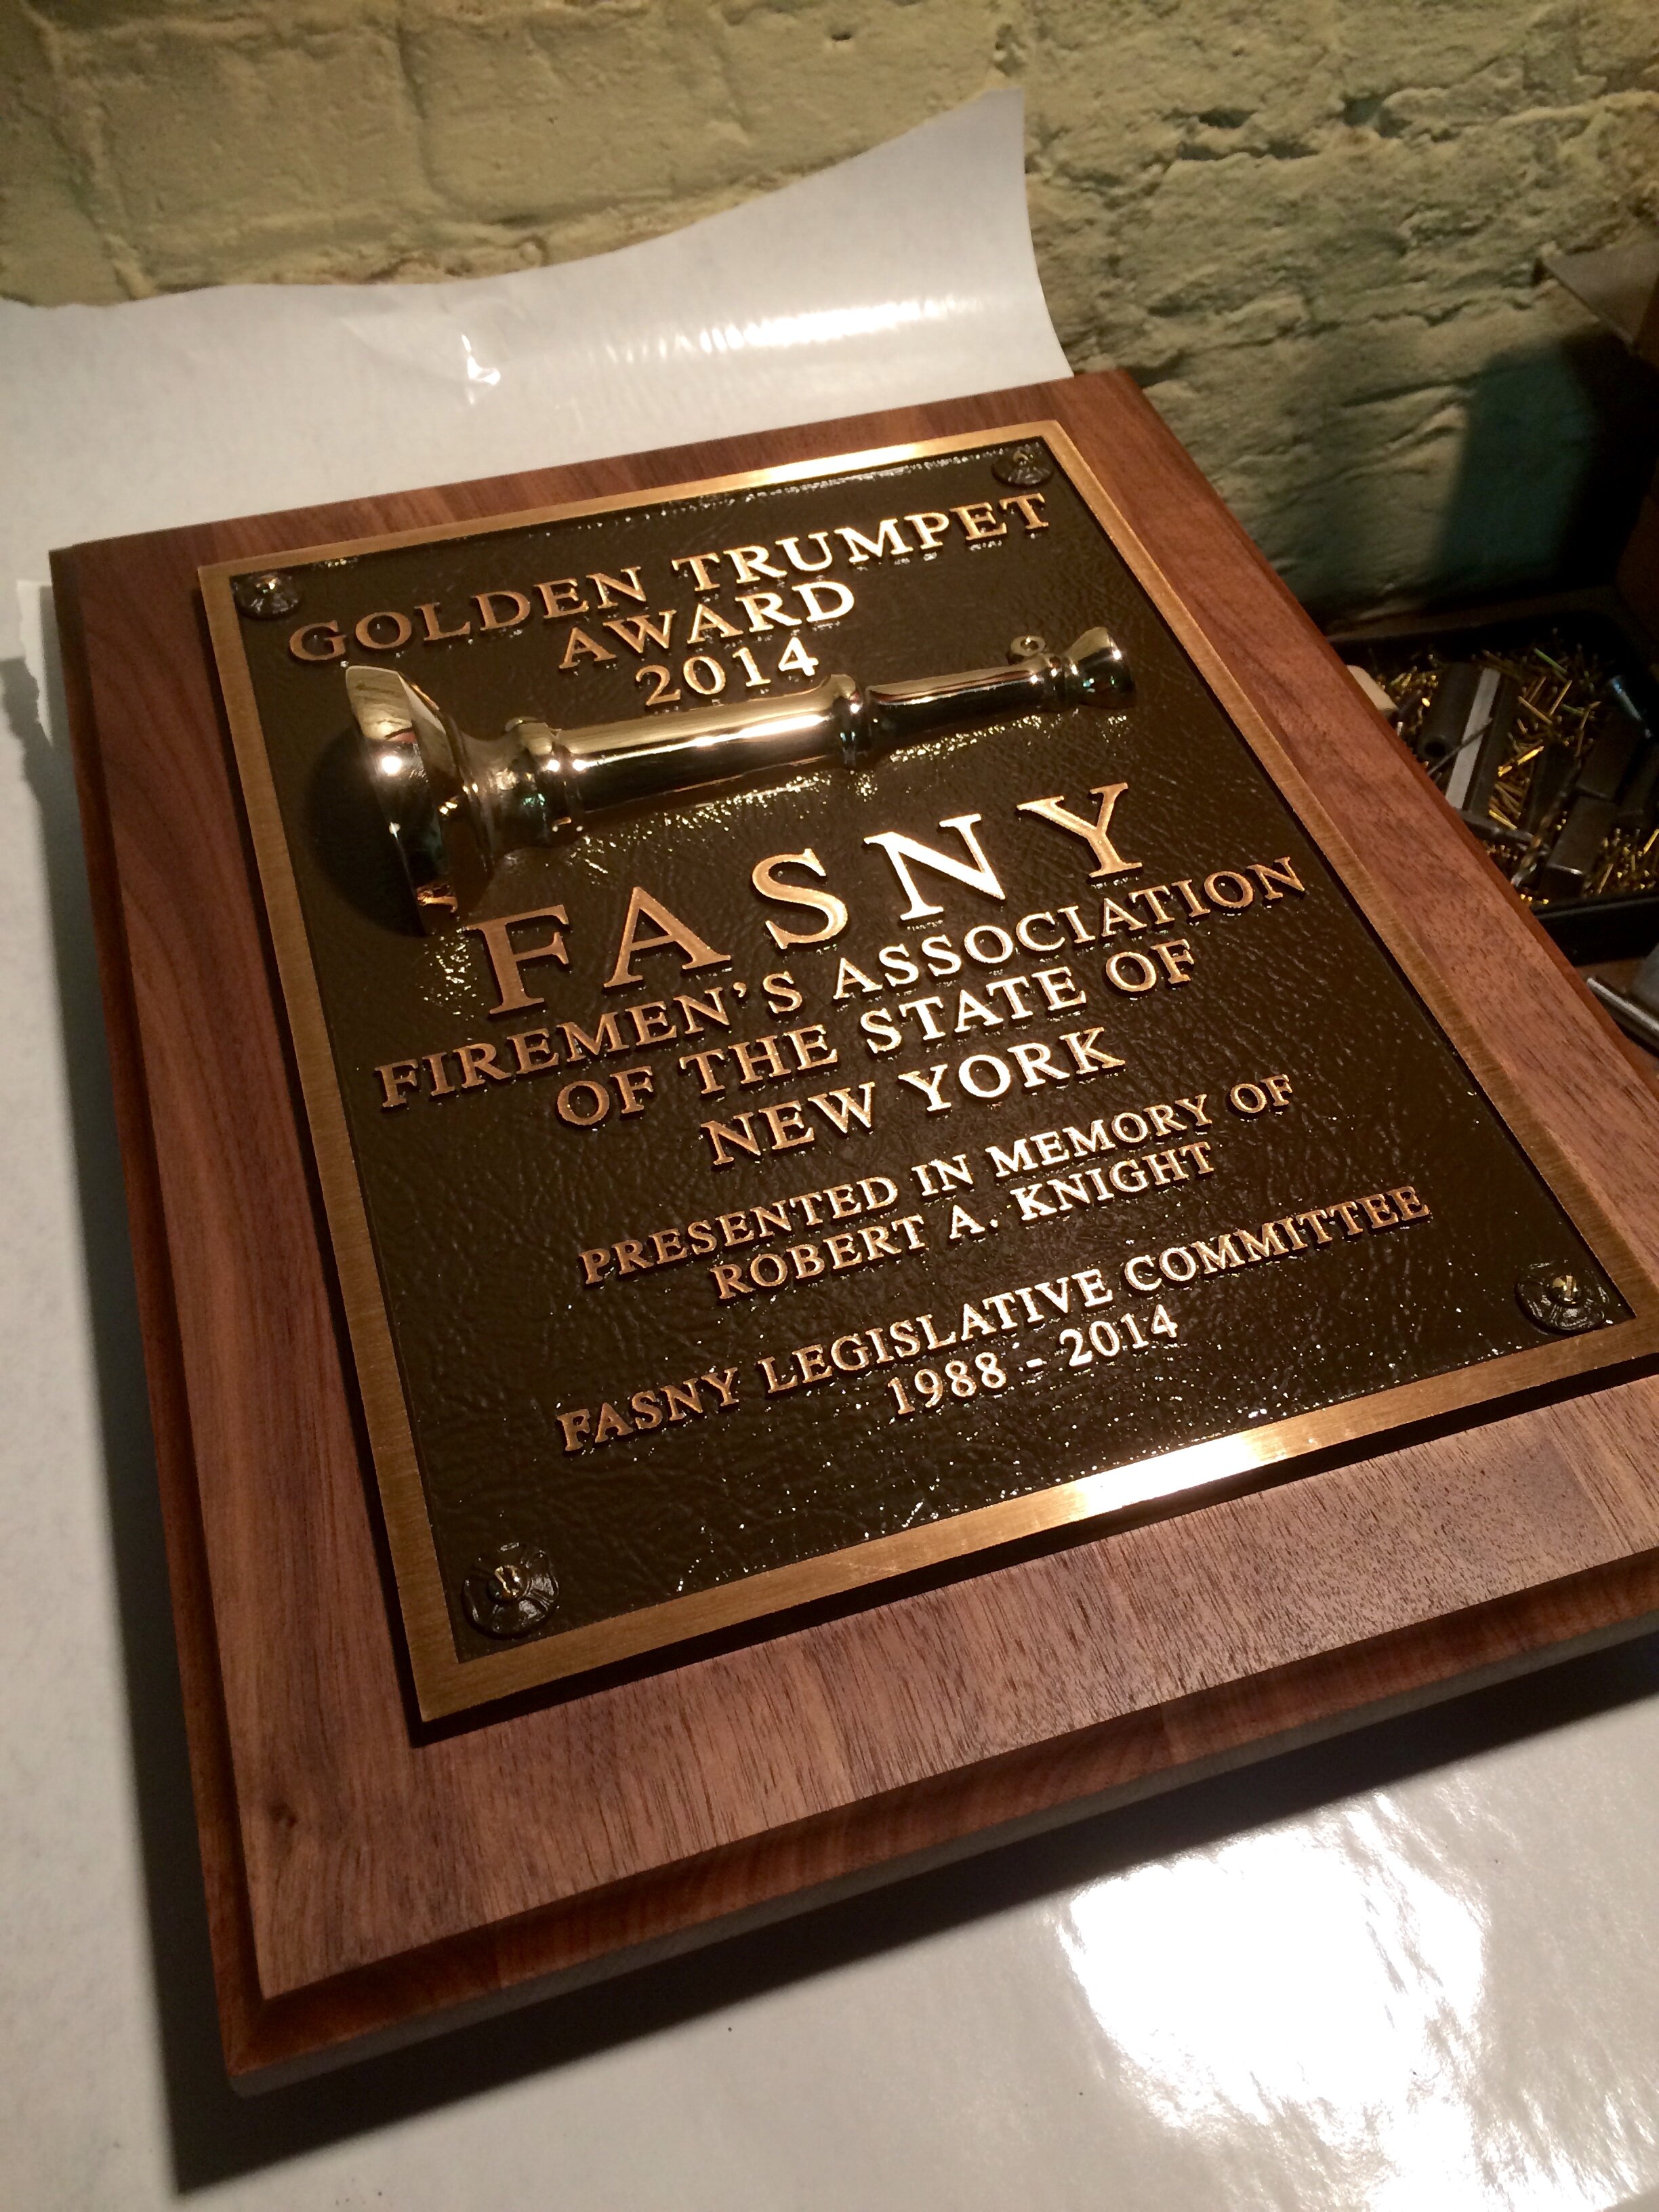 GOLDEN TRUMPET
AWARD
2014
FASNY
FIREMEN'S ASSOCIATION
OF THE STATE OF
NEW YORK
PRESENTED IN MEMORY OF
ROBERT A. KNIGHT
FASNY LEGISLATIVE COMMITTEE
1988 - 2014